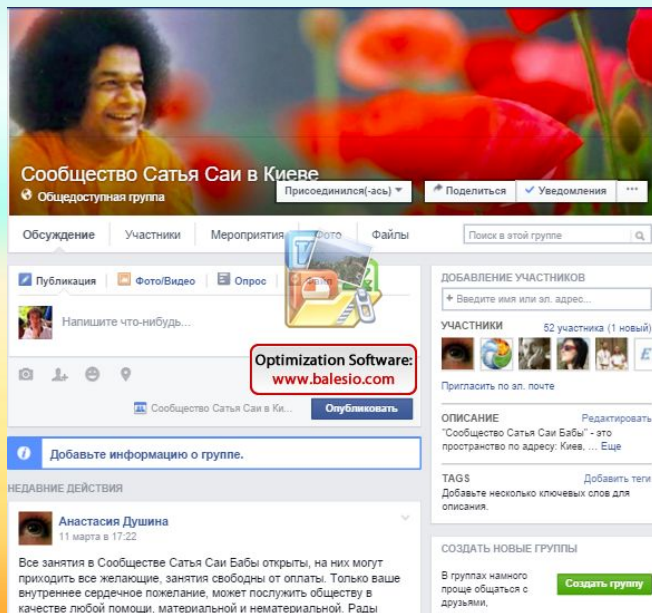 Сообщество Сатья Саи в Киеве
Общедоступная группа
Присоединился(-ась)
Поделиться
Уведомления
Обсуждение Участники Мероприятия Фото Файлы
Поиск в этой группе
Публикация Фото/Видео Опрос
Напишите что-нибудь...
Optimization Software:
www.balesio.com
Сообщество Сатья Саи в Ки...
Опубликовать
Добавьте информацию о группе.
НЕДАВНИЕ ДЕЙСТВИЯ
Анастасия Душина
11 марта в 17:22
Все занятия в Сообществе Сатья Саи Бабы открыты, на них могут
приходить все желающие, занятия свободны от оплаты. Только ваше
внутреннее сердечное пожелание, может послужить обществу в
качестве любой помощи, материальной и нематериальной. Рады
ДОБАВЛЕНИЕ УЧАСТНИКОВ
+ Введите имя или эл. адрес...
УЧАСТНИКИ 52 участника (1 новый)
Пригласить по эл. почте
ОПИСАНИЕ Редактировать
"Сообщество Сатья Саи Бабы" - это
пространство по адресу: Киев, ... Еще
TAGS Добавить теги
Добавьте несколько ключевых слов для
описания.
СОЗДАТЬ НОВЫЕ ГРУППЫ
В группах намного
проще общаться с
друзьями,
Создать группу